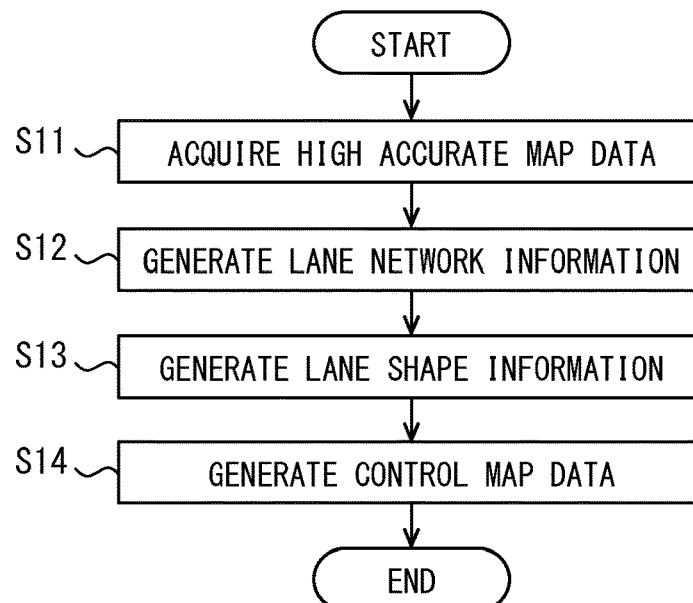 START
S11 ACQUIRE HIGH ACCURATE MAP DATA
S12 GENERATE LANE NETWORK INFORMATION
S13 GENERATE LANE SHAPE INFORMATION
S14 GENERATE CONTROL MAP DATA
END